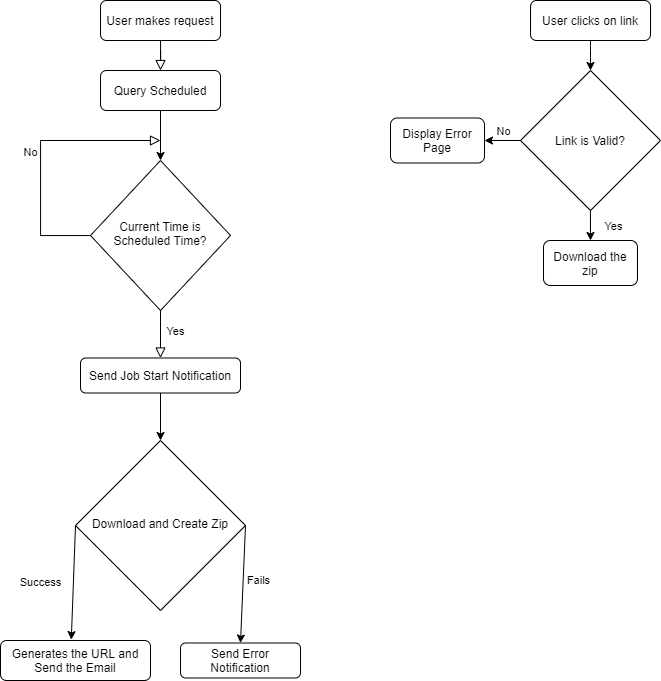 User makes request
Query Scheduled
No
Current Time is
Scheduled Time?
Yes
Send Job Start Notification
Download and Create Zip
Success
Fails
Generates the URL and
Send the Email
Send Error
Notification
User clicks on link
Link is Valid?
No
Display Error
Page
Yes
Download the
zip